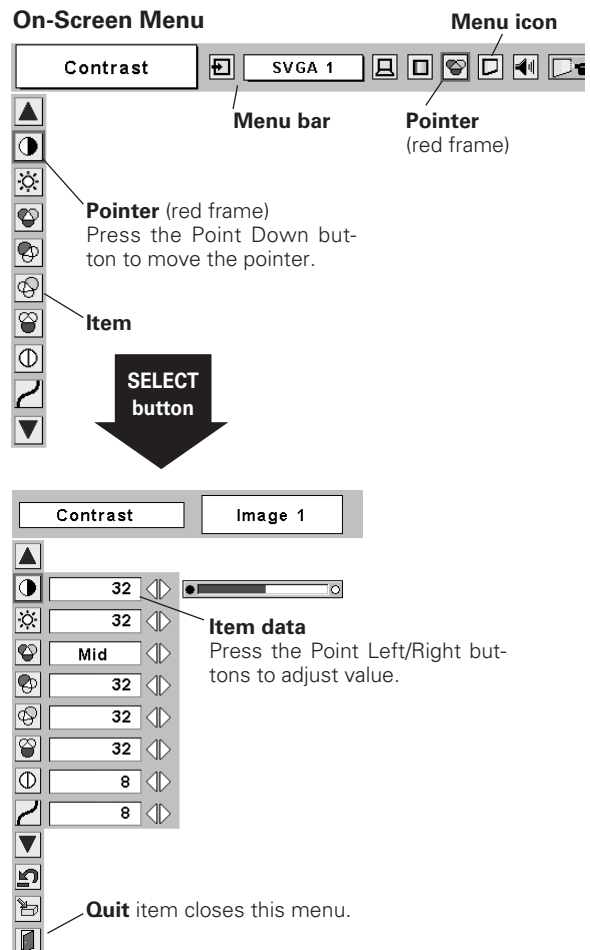 On-Screen Menu
Menu icon
Contrast
SVGA 1
Menu bar
Pointer
(red frame)
Pointer (red frame)
Press the Point Down but-
ton to move the pointer.
Item
SELECT
button
Contrast
Image 1
32
32
Item data
Mid
Press the Point Left/Right but-
tons to adjust value.
32
32
32
8
8
Quit item closes this menu.